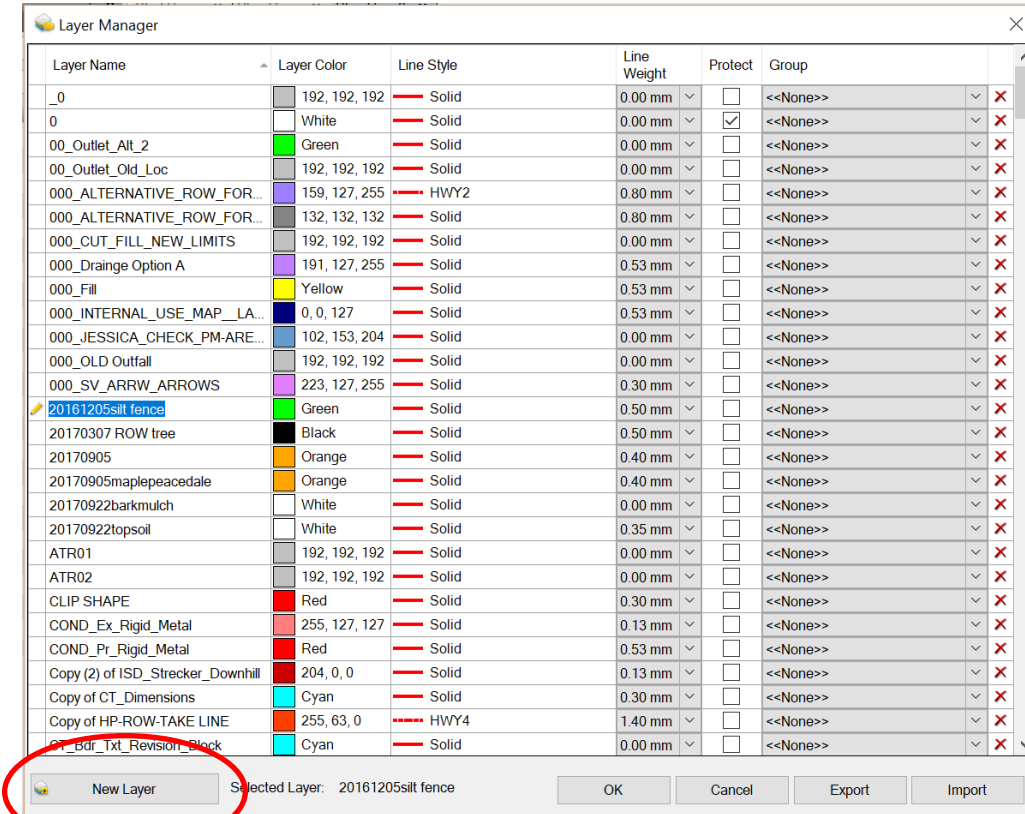 Layer Manager
Layer Name Layer Color Line Style Line Weight Protect Group
_0 192, 192, 192 Solid 0.00 mm <<None>>
0 White Solid 0.00 mm <<None>>
00_Outlet_Alt_2 Green Solid 0.00 mm <<None>>
00_Outlet_Old_Loc 192, 192, 192 Solid 0.00 mm <<None>>
000_ALTERNATIVE_ROW_FOR... 159, 127, 255 HWY2 0.80 mm <<None>>
000_ALTERNATIVE_ROW_FOR... 132, 132, 132 Solid 0.80 mm <<None>>
000_CUT_FILL_NEW_LIMITS 192, 192, 192 Solid 0.00 mm <<None>>
000_Drainge Option A 191, 127, 255 Solid 0.53 mm <<None>>
000_Fill Yellow Solid 0.53 mm <<None>>
000_INTERNAL_USE_MAP__LA... 0, 0, 127 Solid 0.53 mm <<None>>
000_JESSICA_CHECK_PM-ARE... 102, 153, 204 Solid 0.00 mm <<None>>
000_OLD Outfall 192, 192, 192 Solid 0.00 mm <<None>>
000_SV_ARRW_ARROWS 223, 127, 255 Solid 0.30 mm <<None>>
20161205silt fence Green Solid 0.50 mm <<None>>
20170307 ROW tree Black Solid 0.50 mm <<None>>
20170905 Orange Solid 0.40 mm <<None>>
20170905maplepeacedale Orange Solid 0.40 mm <<None>>
20170922barkmulch White Solid 0.00 mm <<None>>
20170922topsoil White Solid 0.35 mm <<None>>
ATR01 192, 192, 192 Solid 0.00 mm <<None>>
ATR02 192, 192, 192 Solid 0.00 mm <<None>>
CLIP SHAPE Red Solid 0.30 mm <<None>>
COND_Ex_Rigid_Metal 255, 127, 127 Solid 0.13 mm <<None>>
COND_Pr_Rigid_Metal Red Solid 0.53 mm <<None>>
Copy (2) of ISD_Strecker_Downhill 204, 0, 0 Solid 0.13 mm <<None>>
Copy of CT_Dimensions Cyan Solid 0.30 mm <<None>>
Copy of HP-ROW-TAKE LINE 255, 63, 0 HWY4 1.40 mm <<None>>
CT_Bdr_Txt_Revision_Block Cyan Solid 0.00 mm <<None>>
New Layer Selected Layer: 20161205silt fence OK Cancel Export Import